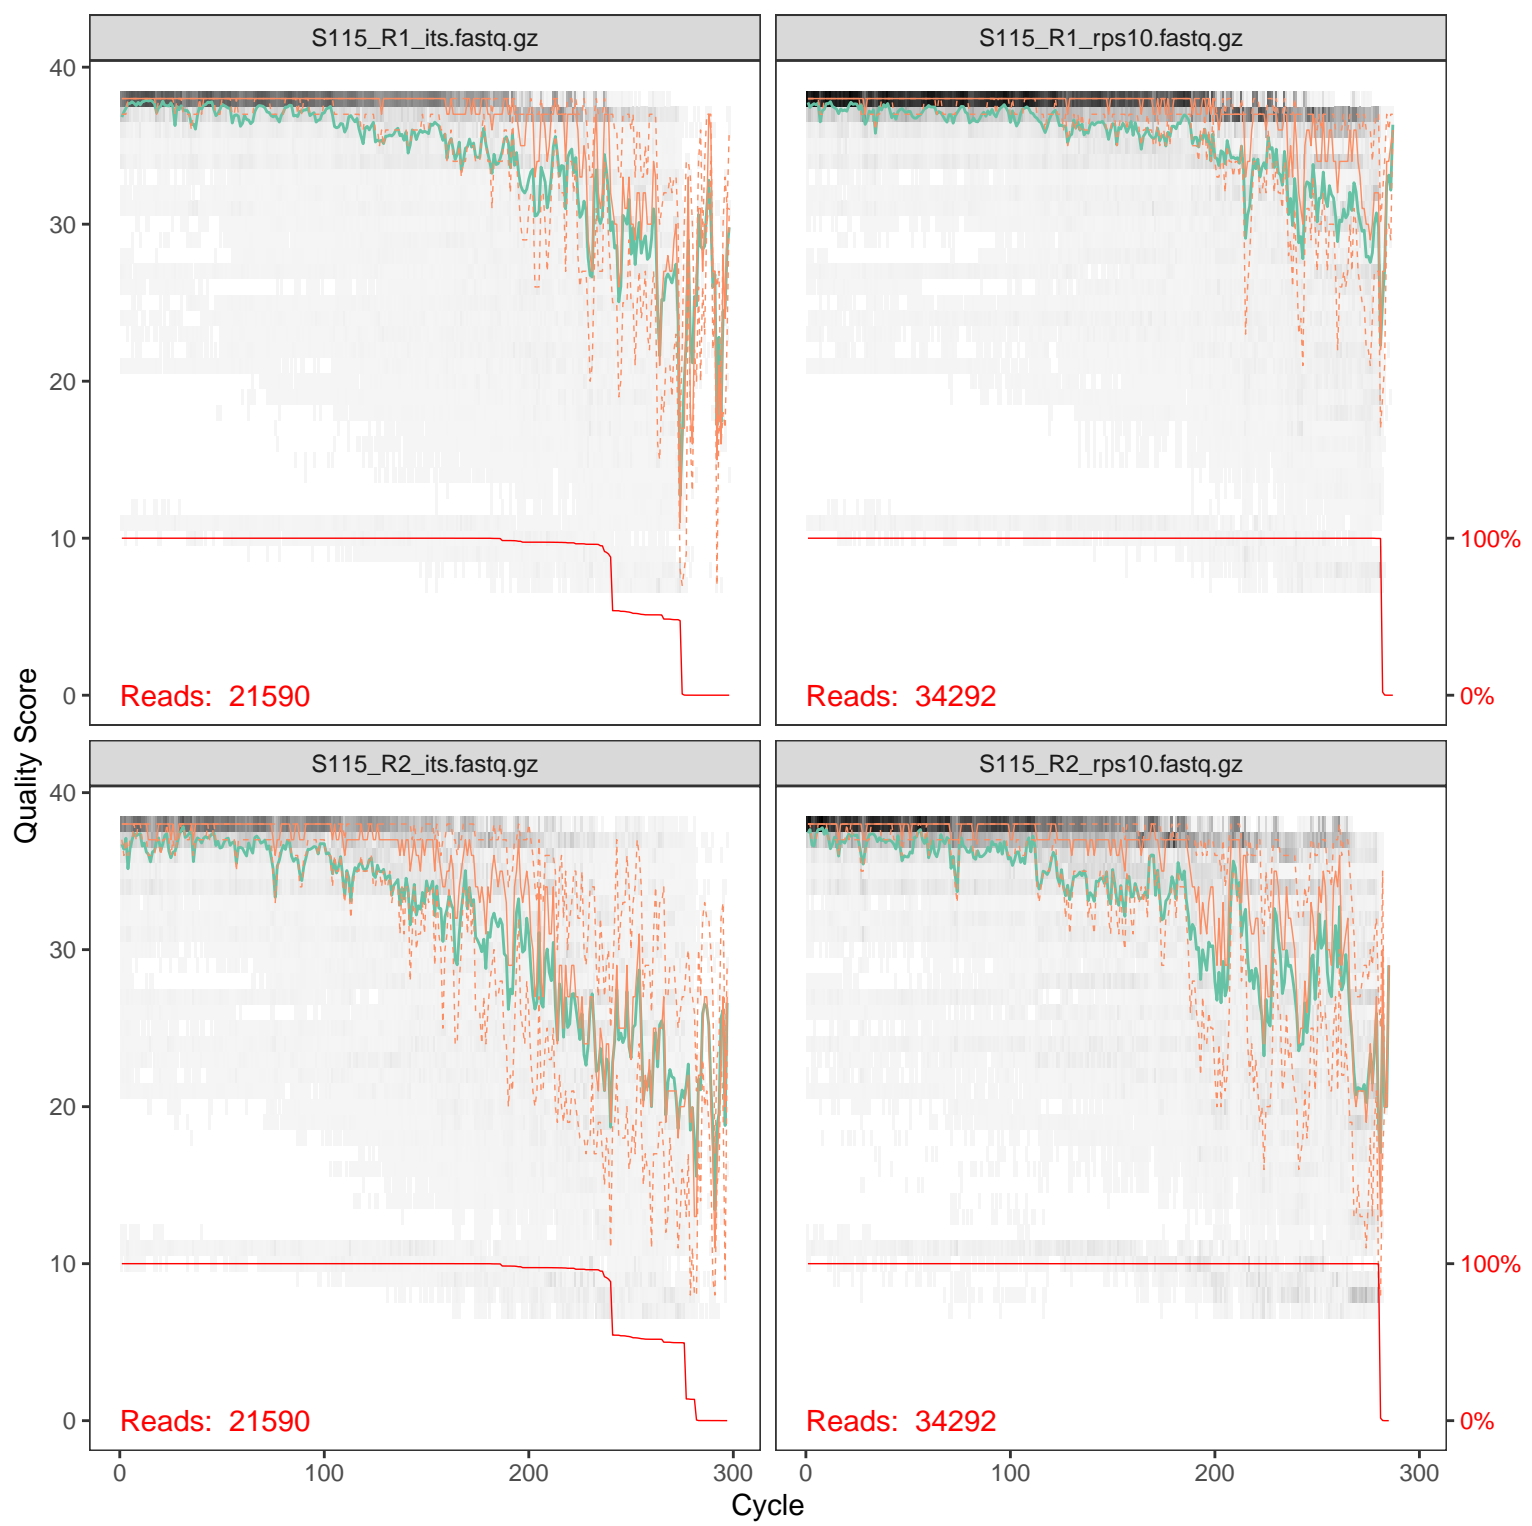 S115_R1_its.fastq.gz
S115_R1_rps10.fastq.gz
40
30
20
10
0
Reads:  21590
Reads:  34292
100%
0%
Quality Score
S115_R2_its.fastq.gz
S115_R2_rps10.fastq.gz
40
30
20
10
0
Reads:  21590
Reads:  34292
100%
0%
0 100 200 300 0 100 200 300
Cycle